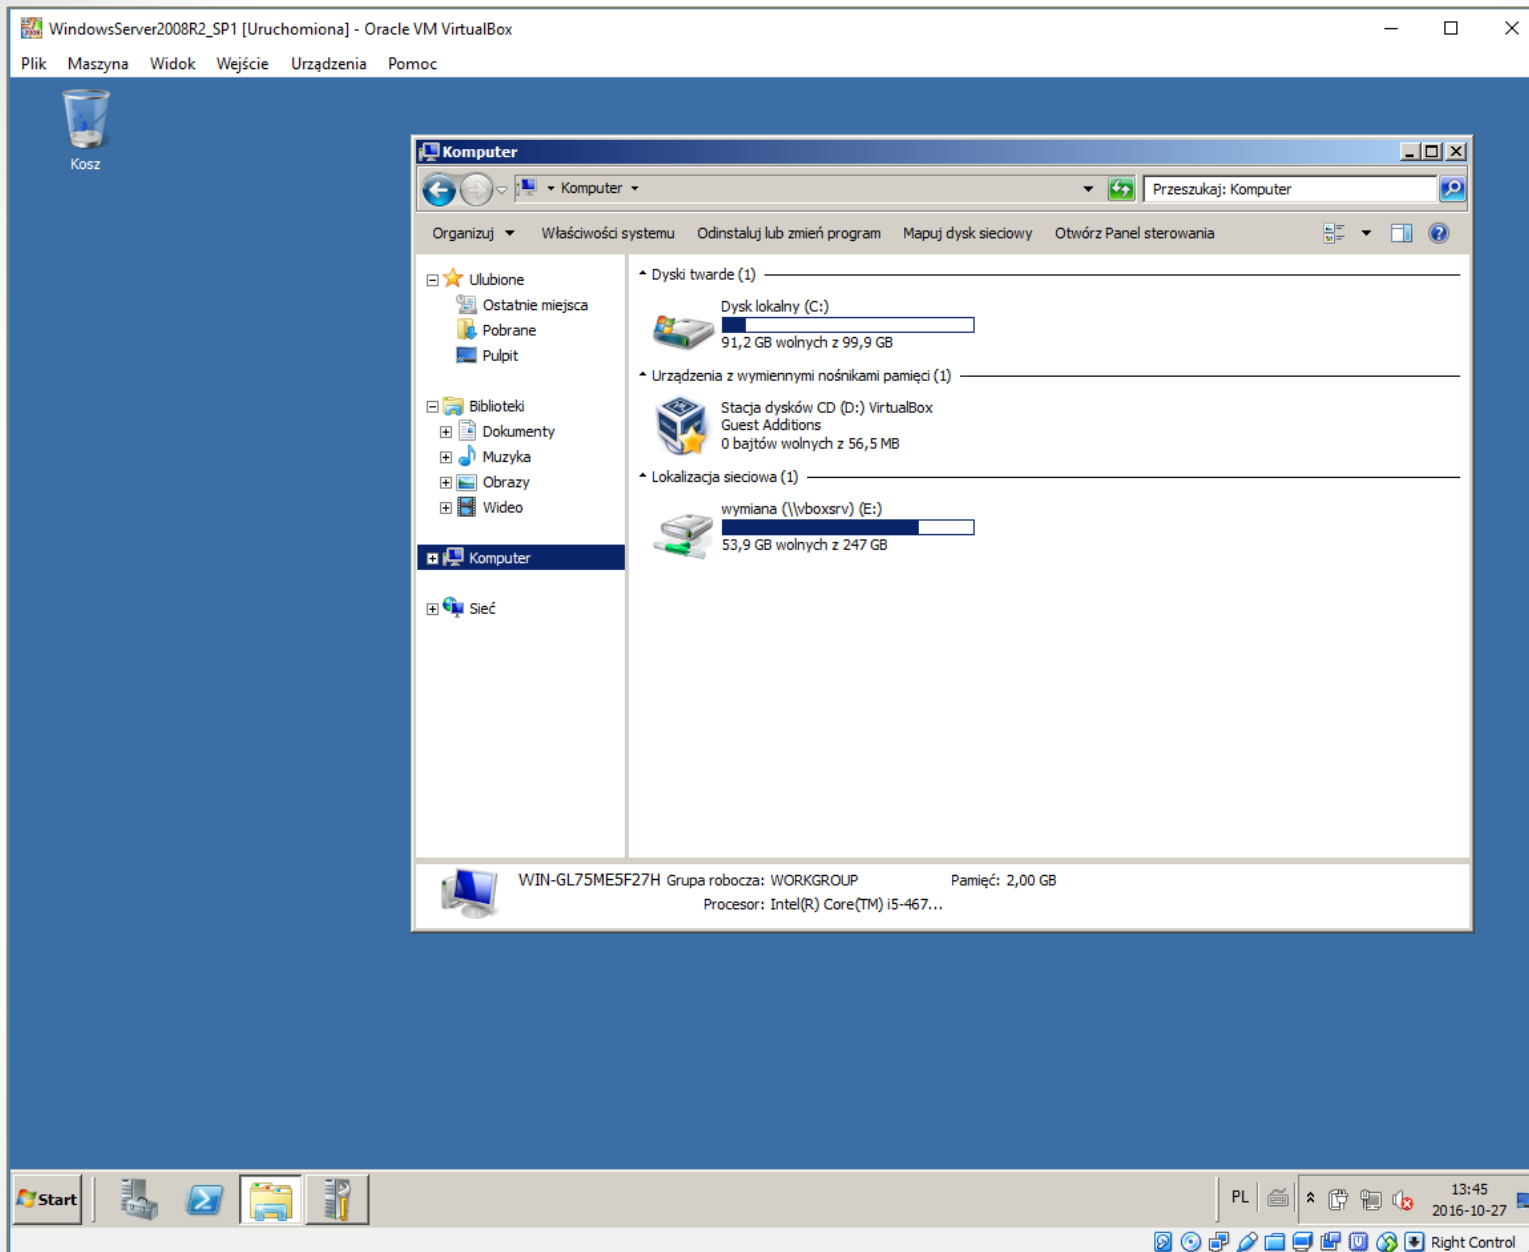 WindowsServer2008R2_SP1 [Uruchomiona] - Oracle VM VirtualBox
Plik Maszyna Widok Wejście Urządzenia Pomoc
Kosz
Komputer
Komputer
Przeszukaj: Komputer
Organizuj Właściwości systemu Odinstaluj lub zmień program Mapuj dysk sieciowy Otwórz Panel sterowania
Ulubione
Ostatnie miejsca
Pobrane
Pulpit
Biblioteki
Dokumenty
Muzyka
Obrazy
Wideo
Komputer
Sieć
Dyski twarde (1)
Dysk lokalny (C:)
91,2 GB wolnych z 99,9 GB
Urządzenia z wymiennymi nośnikami pamięci (1)
Stacja dysków CD (D:) VirtualBox
Guest Additions
0 bajtów wolnych z 56,5 MB
Lokalizacja sieciowa (1)
wymiana (\\vboxsrv) (E:)
53,9 GB wolnych z 247 GB
WIN-GL75ME5F27H Grupa robocza: WORKGROUP Pamięć: 2,00 GB
Procesor: Intel(R) Core(TM) i5-467...
Start
PL
13:45
2016-10-27
Right Control